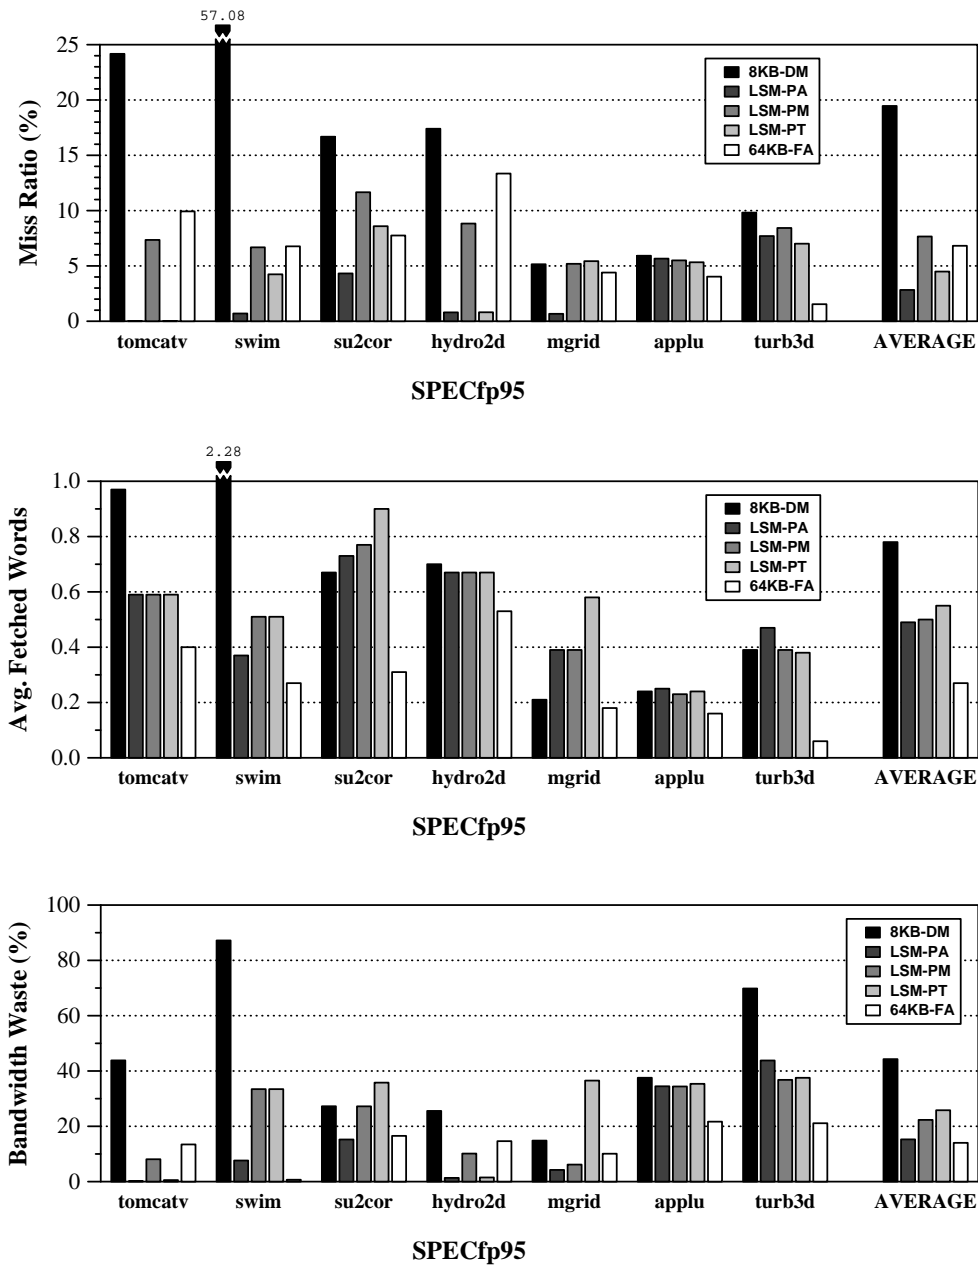 57.08
25
20
15
10
5
0
Miss Ratio (%)
8KB-DM
LSM-PA
LSM-PM
LSM-PT
64KB-FA
tomcatv swim su2cor hydro2d mgrid applu turb3d AVERAGE
SPECfp95
2.28
1.0
0.8
0.6
0.4
0.2
0.0
Avg. Fetched Words
8KB-DM
LSM-PA
LSM-PM
LSM-PT
64KB-FA
tomcatv swim su2cor hydro2d mgrid applu turb3d AVERAGE
SPECfp95
100
80
60
40
20
0
Bandwidth Waste (%)
8KB-DM
LSM-PA
LSM-PM
LSM-PT
64KB-FA
tomcatv swim su2cor hydro2d mgrid applu turb3d AVERAGE
SPECfp95